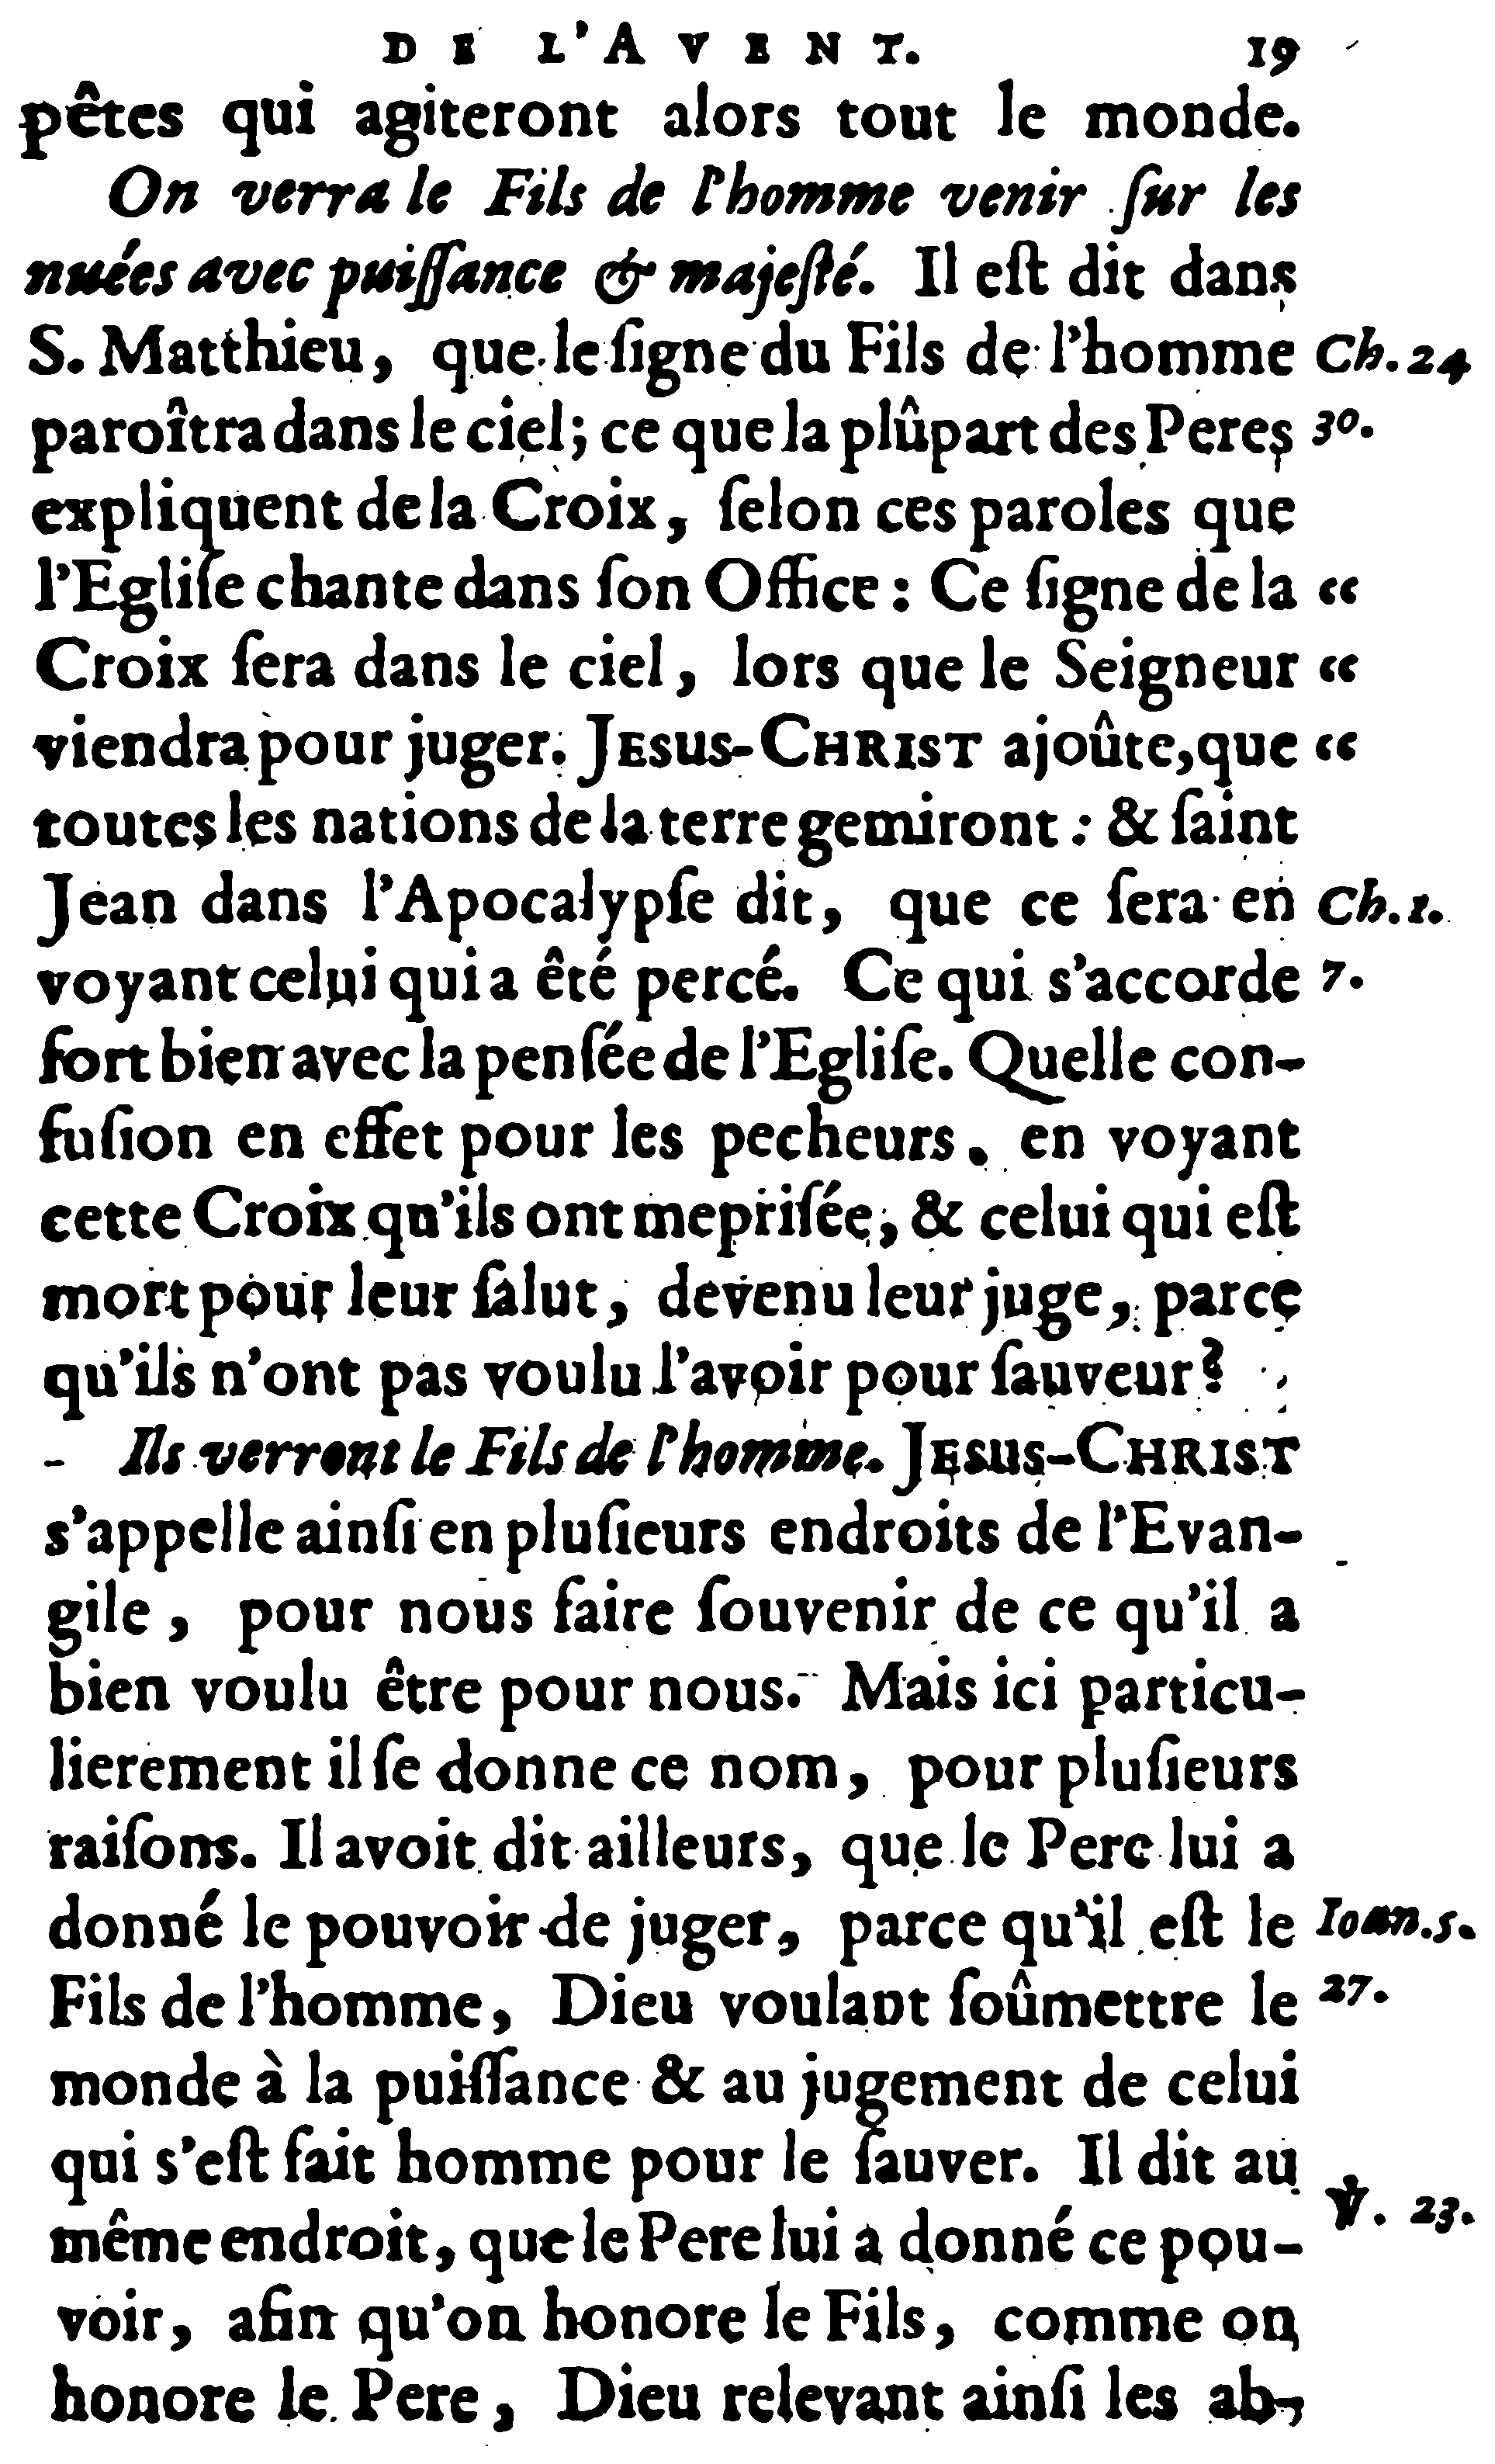 DE L'AVENT. 19
pêtes qui agiteront alors tout le monde.
On verra le Fils de l'homme venir ſur les
nuées avec puiſſance & majeſté. Il eſt dit dans
S. Matthieu, que le ſigne du Fils de l'homme Ch. 24
paroîtra dans le ciel; ce que la plûpart des Peres 30.
expliquent de la Croix, ſelon ces paroles que
l'Egliſe chante dans ſon Office : Ce ſigne de la “
Croix ſera dans le ciel, lors que le Seigneur “
viendra pour juger. JESUS-CHRIST ajoûte, que “
toutes les nations de la terre gemiront : & ſaint
Jean dans l'Apocalypſe dit, que ce ſera en Ch. 1.
voyant celui qui a êté percé. Ce qui s'accorde 7.
fort bien avec la penſée de l'Egliſe. Quelle con-
fuſion en effet pour les pecheurs, en voyant
cette Croix qu'ils ont mepriſée, & celui qui eſt
mort pour leur ſalut, devenu leur juge, parce
qu'ils n'ont pas voulu l'avoir pour ſauveur?
Ils verront le Fils de l'homme. JESUS-CHRIST
s'appelle ainſi en pluſieurs endroits de l'Evan-
gile, pour nous faire ſouvenir de ce qu'il a
bien voulu être pour nous. Mais ici particu-
lierement il ſe donne ce nom, pour pluſieurs
raiſons. Il avoit dit ailleurs, que le Pere lui a
donné le pouvoir de juger, parce qu'il eſt le Ioan. 5.
Fils de l'homme, Dieu voulant ſoûmettre le 27.
monde à la puiſſance & au jugement de celui
qui s'eſt fait homme pour le ſauver. Il dit au
même endroit, que le Pere lui a donné ce pou- ℣. 23.
voir, afin qu'on honore le Fils, comme on
honore le Pere, Dieu relevant ainſi les ab-